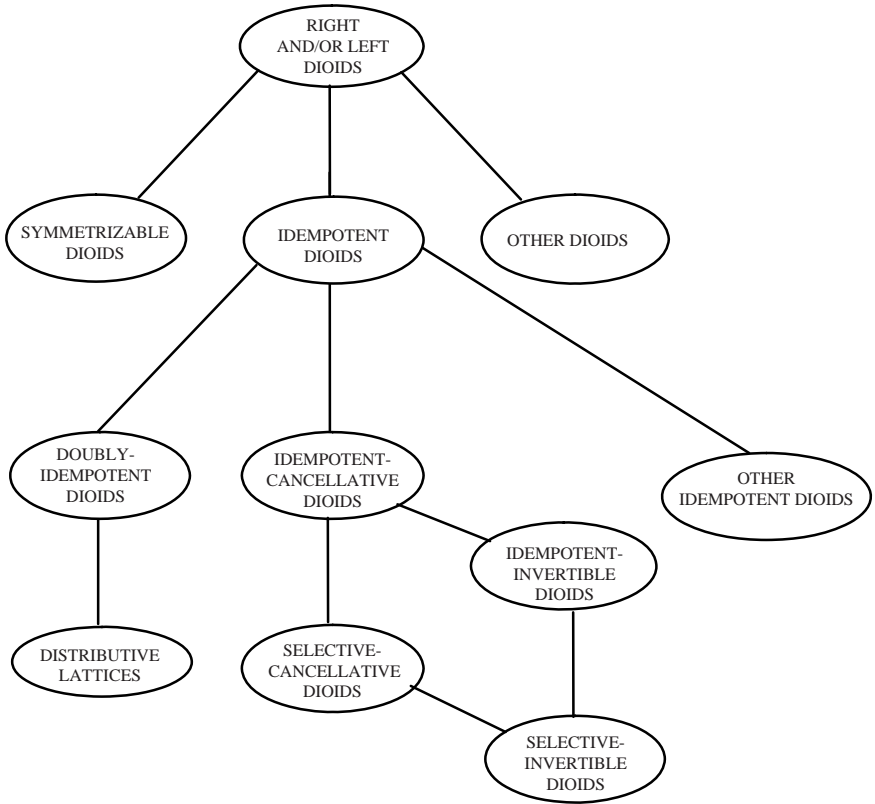 RIGHT
AND/OR LEFT
DIOIDS
SYMMETRIZABLE
DIOIDS
IDEMPOTENT
DIOIDS
OTHER DIOIDS
DOUBLY-
IDEMPOTENT
DIOIDS
IDEMPOTENT-
CANCELLATIVE
DIOIDS
OTHER
IDEMPOTENT DIOIDS
IDEMPOTENT-
INVERTIBLE
DIOIDS
DISTRIBUTIVE
LATTICES
SELECTIVE-
CANCELLATIVE
DIOIDS
SELECTIVE-
INVERTIBLE
DIOIDS